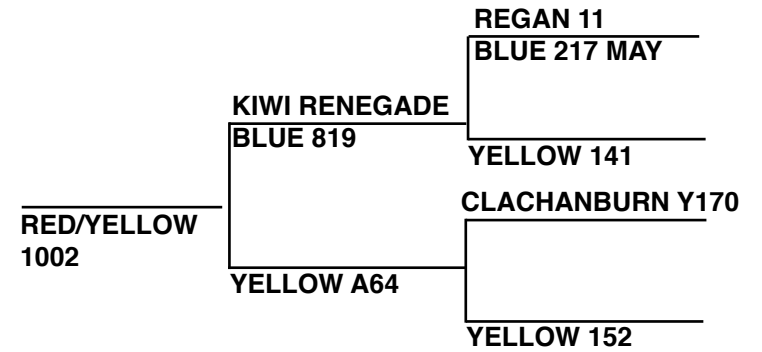 REGAN 11
BLUE 217 MAY
KIWI RENEGADE
BLUE 819
YELLOW 141
CLACHANBURN Y170
RED/YELLOW
1002
YELLOW A64
YELLOW 152